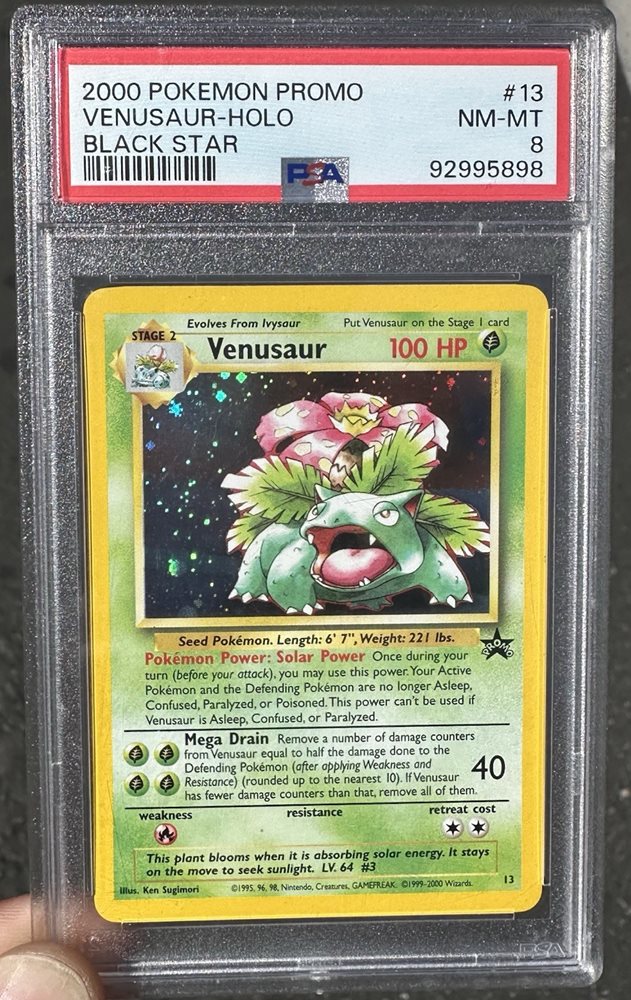 2000 POKEMON PROMO #13
VENUSAUR-HOLO NM-MT
BLACK STAR 8
PSA 92995898
Evolves From Ivysaur Put Venusaur on the Stage 1 card
STAGE 2 Venusaur 100 HP
Seed Pokémon. Length: 6' 7", Weight: 221 lbs.
PROMO
Pokémon Power: Solar Power Once during your
turn (before your attack), you may use this power. Your Active
Pokémon and the Defending Pokémon are no longer Asleep,
Confused, Paralyzed, or Poisoned. This power can't be used if
Venusaur is Asleep, Confused, or Paralyzed.
Mega Drain Remove a number of damage counters
from Venusaur equal to half the damage done to the
Defending Pokémon (after applying Weakness and
Resistance) (rounded up to the nearest 10). If Venusaur
has fewer damage counters than that, remove all of them.
40
weakness resistance retreat cost
This plant blooms when it is absorbing solar energy. It stays
on the move to seek sunlight. LV. 64 #3
Illus. Ken Sugimori ©1995, 96, 98, Nintendo, Creatures, GAMEFREAK. ©1999-2000 Wizards. 13
PSA